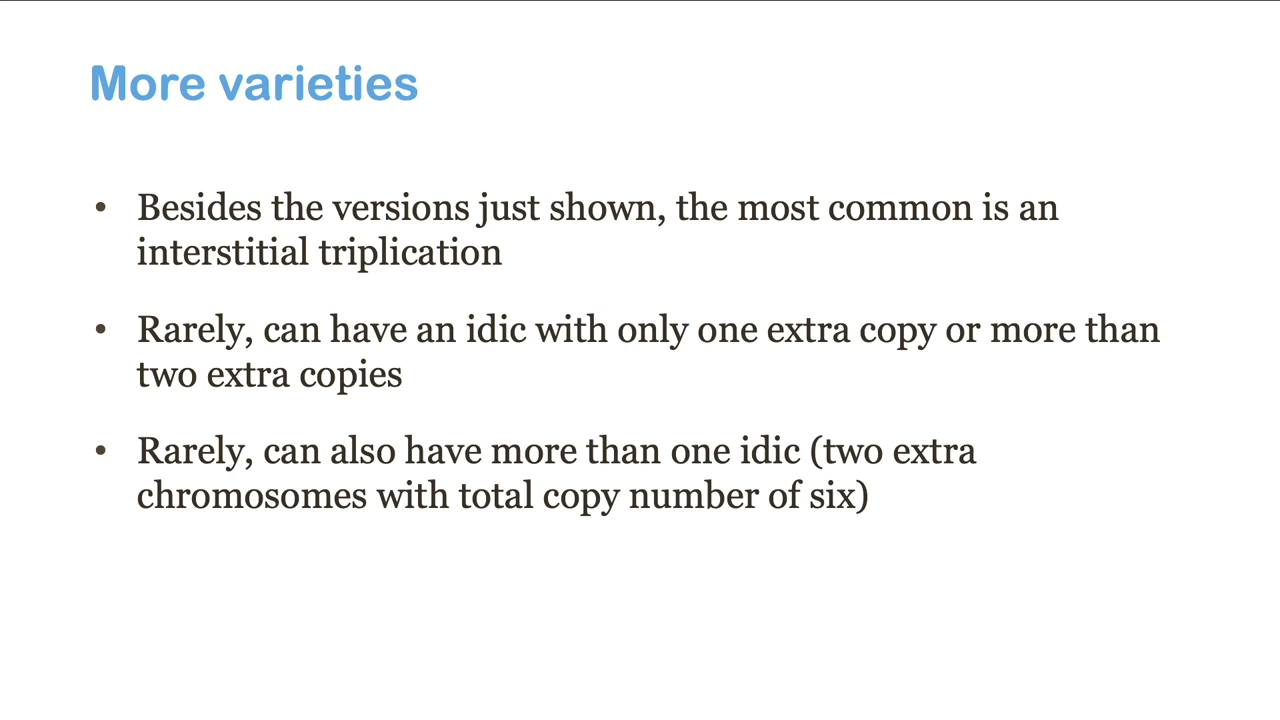 More varieties
• Besides the versions just shown, the most common is an
interstitial triplication
• Rarely, can have an idic with only one extra copy or more than
two extra copies
• Rarely, can also have more than one idic (two extra
chromosomes with total copy number of six)